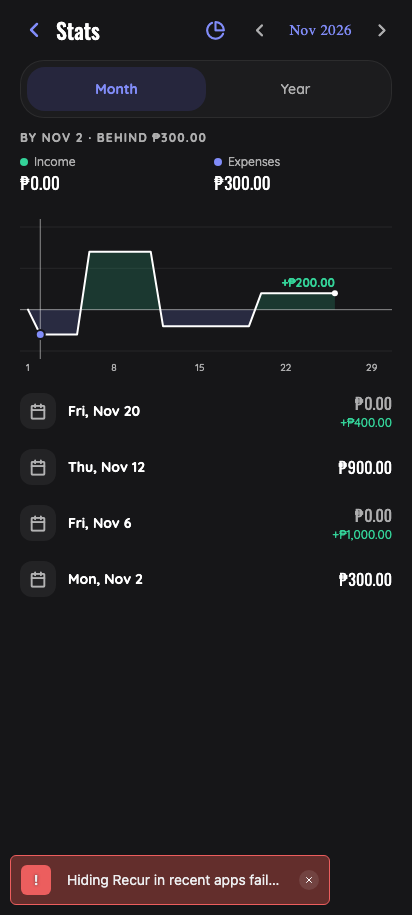 Stats
Nov 2026
Month
Year
BY NOV 2 · BEHIND ₱300.00
Income
Expenses
₱0.00
₱300.00
+₱200.00
1
8
15
22
29
Fri, Nov 20
₱0.00
+₱400.00
Thu, Nov 12
₱900.00
Fri, Nov 6
₱0.00
+₱1,000.00
Mon, Nov 2
₱300.00
! Hiding Recur in recent apps fail...